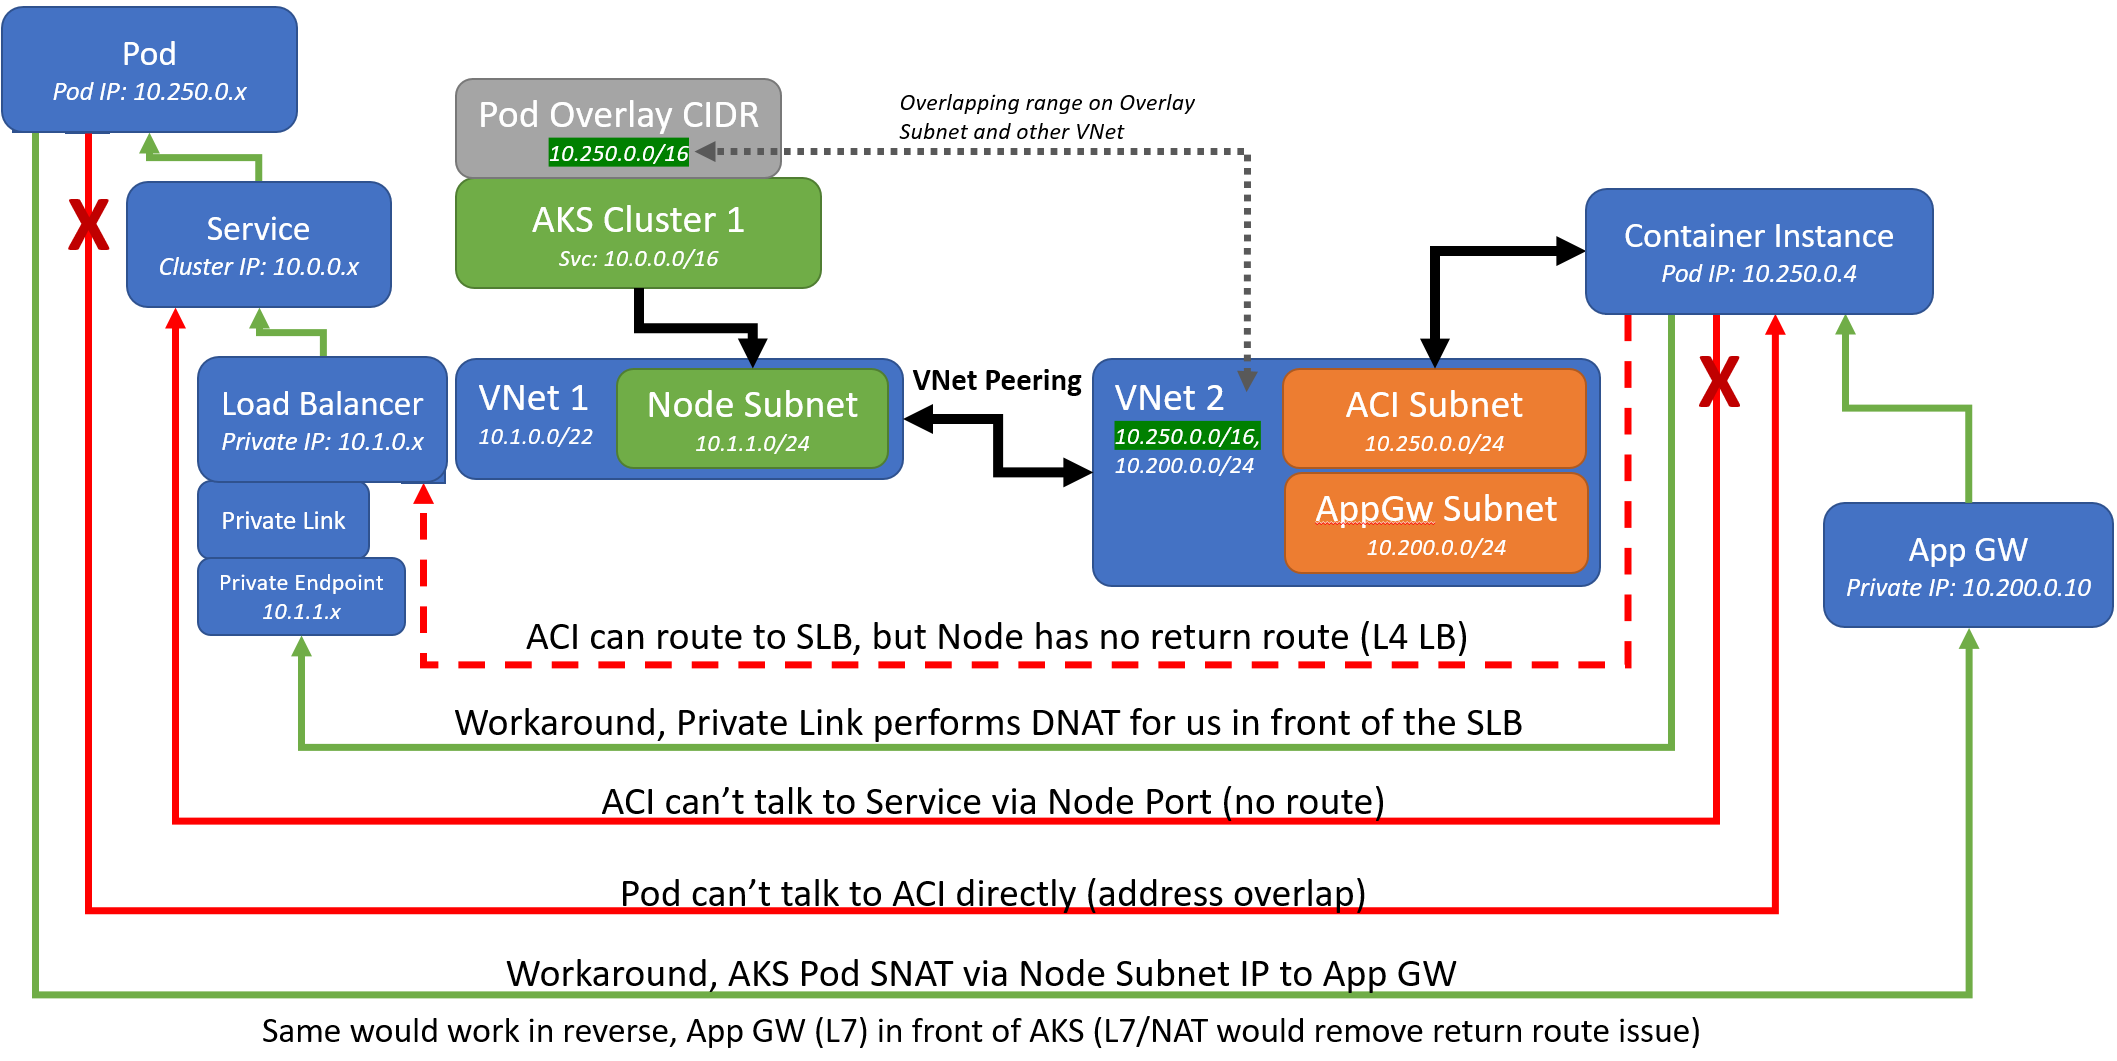 Pod
Pod IP: 10.250.0.x
Pod Overlay CIDR
10.250.0.0/16
Overlapping range on Overlay
Subnet and other VNet
Service
Cluster IP: 10.0.0.x
AKS Cluster 1
Svc: 10.0.0.0/16
Container Instance
Pod IP: 10.250.0.4
X
X
Load Balancer
Private IP: 10.1.0.x
VNet 1
10.1.0.0/22
Node Subnet
10.1.1.0/24
VNet Peering
VNet 2
10.250.0.0/16,
10.200.0.0/24
ACI Subnet
10.250.0.0/24
AppGw Subnet
10.200.0.0/24
Private Link
Private Endpoint
10.1.1.x
App GW
Private IP: 10.200.0.10
ACI can route to SLB, but Node has no return route (L4 LB)
Workaround, Private Link performs DNAT for us in front of the SLB
ACI can’t talk to Service via Node Port (no route)
Pod can’t talk to ACI directly (address overlap)
Workaround, AKS Pod SNAT via Node Subnet IP to App GW
Same would work in reverse, App GW (L7) in front of AKS (L7/NAT would remove return route issue)